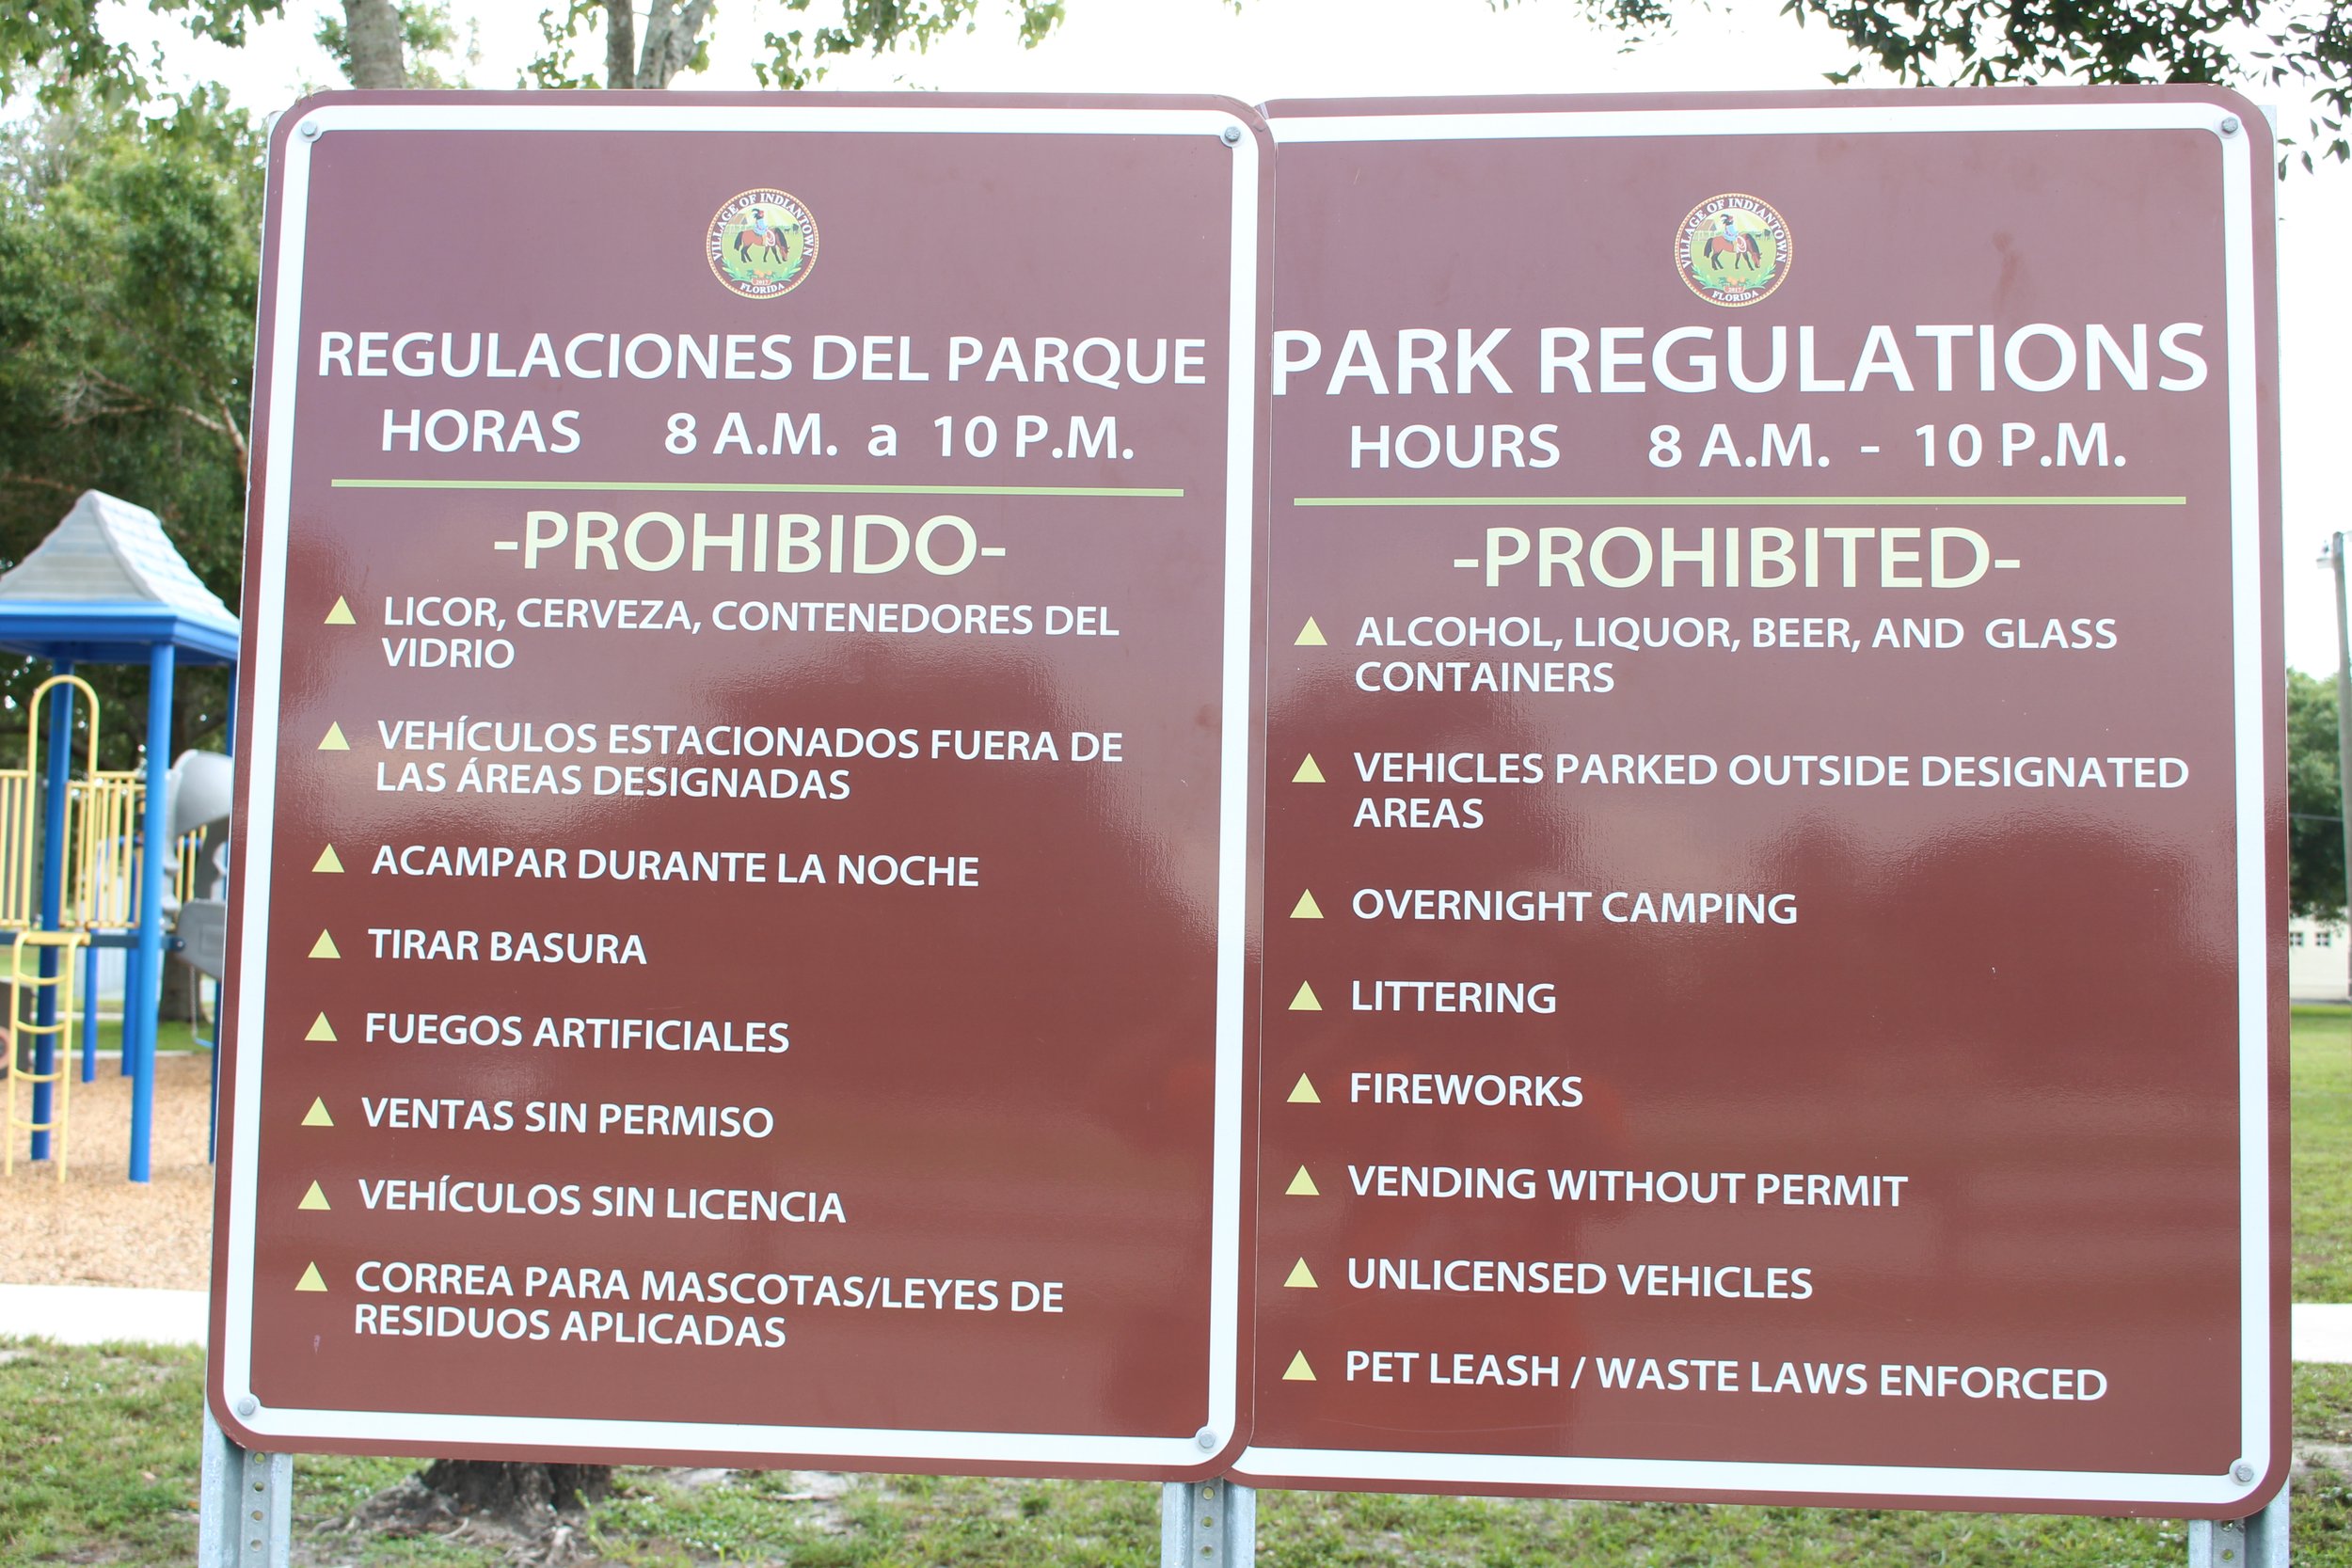 VILLAGE OF INDIANTOWN
2017
FLORIDA
REGULACIONES DEL PARQUE
HORAS 8 A.M. a 10 P.M.
-PROHIBIDO-
LICOR, CERVEZA, CONTENEDORES DEL
VIDRIO
VEHÍCULOS ESTACIONADOS FUERA DE
LAS ÁREAS DESIGNADAS
ACAMPAR DURANTE LA NOCHE
TIRAR BASURA
FUEGOS ARTIFICIALES
VENTAS SIN PERMISO
VEHÍCULOS SIN LICENCIA
CORREA PARA MASCOTAS/LEYES DE
RESIDUOS APLICADAS
VILLAGE OF INDIANTOWN
2017
FLORIDA
PARK REGULATIONS
HOURS 8 A.M. - 10 P.M.
-PROHIBITED-
ALCOHOL, LIQUOR, BEER, AND GLASS
CONTAINERS
VEHICLES PARKED OUTSIDE DESIGNATED
AREAS
OVERNIGHT CAMPING
LITTERING
FIREWORKS
VENDING WITHOUT PERMIT
UNLICENSED VEHICLES
PET LEASH / WASTE LAWS ENFORCED